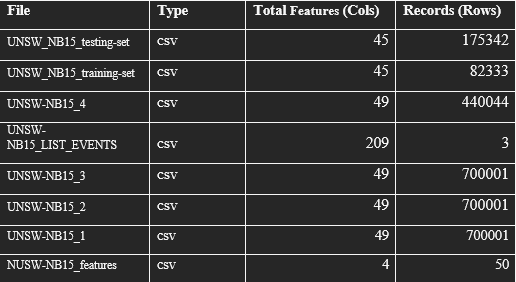 File Type Total Features (Cols) Records (Rows)
UNSW_NB15_testing-set csv 45 175342
UNSW_NB15_training-set csv 45 82333
UNSW-NB15_4 csv 49 440044
UNSW-
NB15_LIST_EVENTS csv 209 3
UNSW-NB15_3 csv 49 700001
UNSW-NB15_2 csv 49 700001
UNSW-NB15_1 csv 49 700001
NUSW-NB15_features csv 4 50